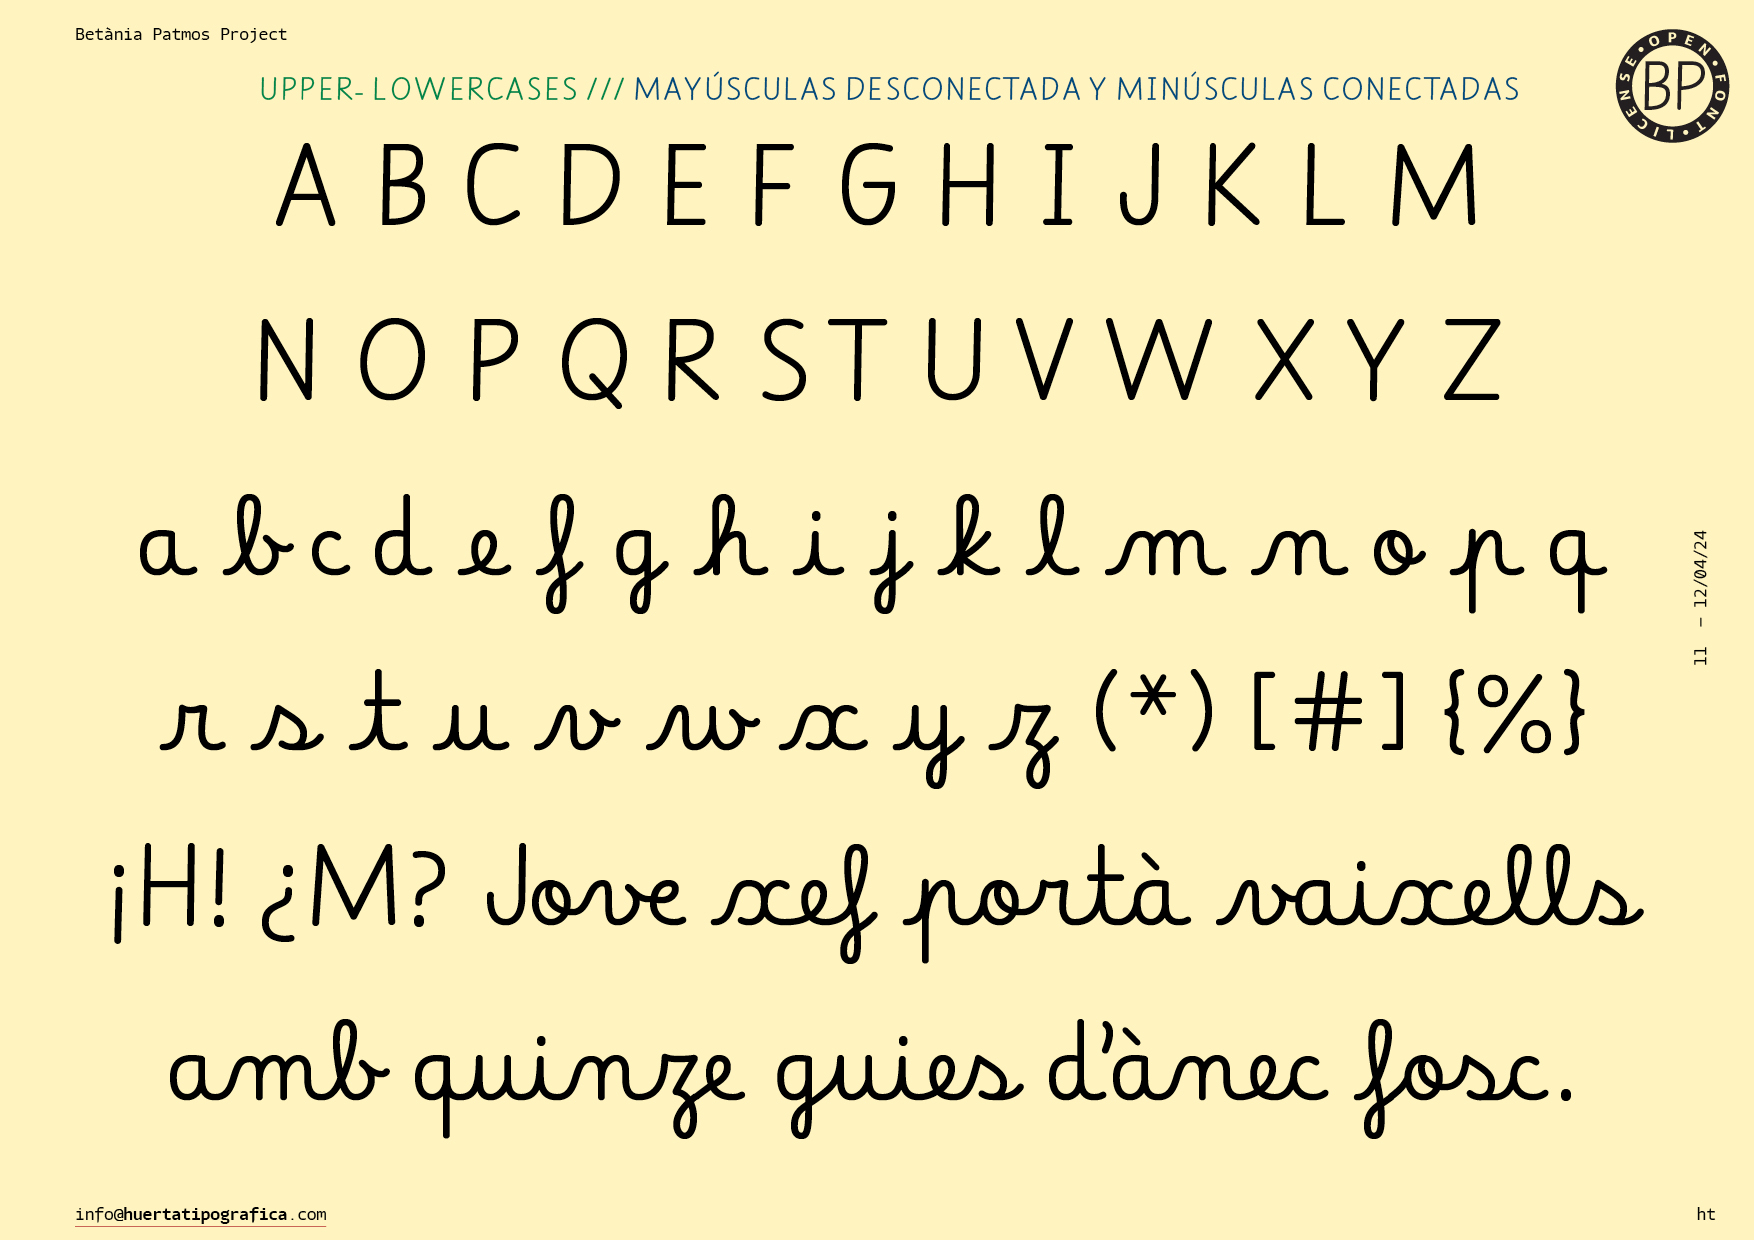 Betània Patmos Project
OPEN • FONT • LICENSE •
BP
UPPER- LOWERCASES /// MAYÚSCULAS DESCONECTADA Y MINÚSCULAS CONECTADAS
A B C D E F G H I J K L M
N O P Q R S T U V W X Y Z
a b c d e f g h i j k l m n o p q
r s t u v w x y z (*) [#] {%}
¡H! ¿M? Jove xef portà vaixells
amb quinze guies d’ànec fosc.
11 – 12/04/24
info@huertatipografica.com
ht